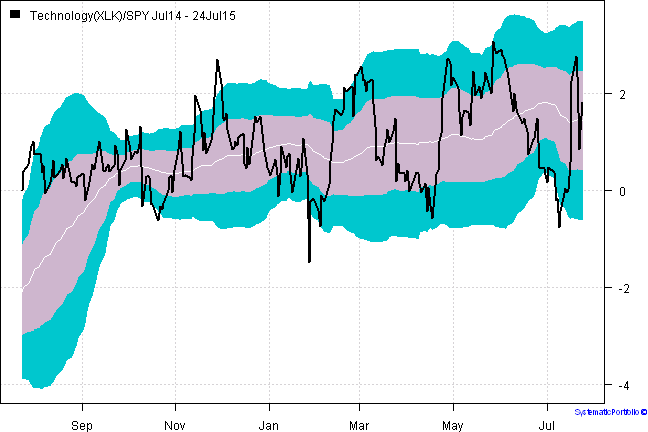 Technology(XLK)/SPY Jul14 - 24Jul15
2
0
-2
-4
Sep Nov Jan Mar May Jul
SystematicPortfolio ©